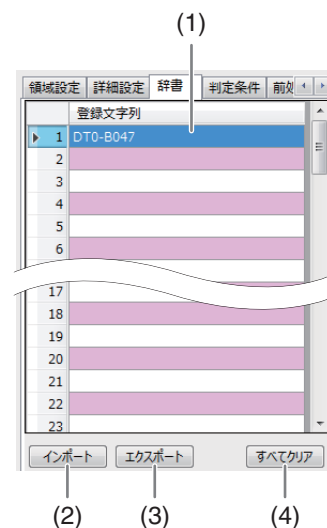 (1)
領域設定 詳細設定 辞書 判定条件 前処
登録文字列
1 DT0-B047
2
3
4
5
6
17
18
19
20
21
22
23
インポート エクスポート すべてクリア
(2) (3) (4)